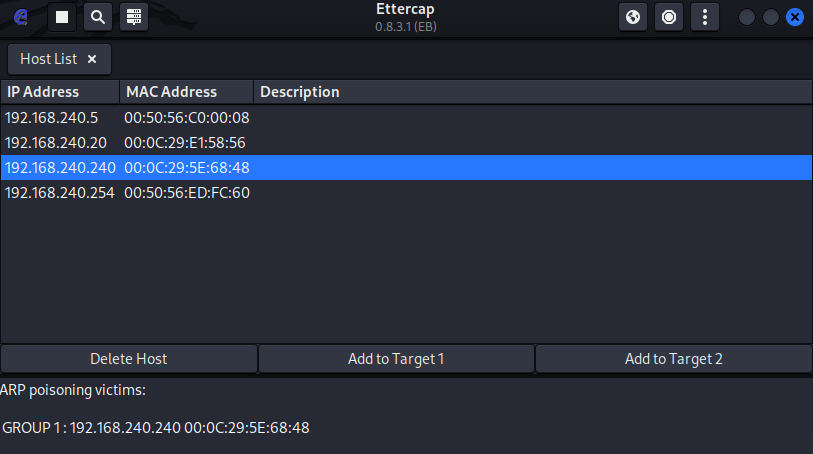 Ettercap
0.8.3.1 (EB)
Host List ×
IP Address MAC Address Description
192.168.240.5 00:50:56:C0:00:08
192.168.240.20 00:0C:29:E1:58:56
192.168.240.240 00:0C:29:5E:68:48
192.168.240.254 00:50:56:ED:FC:60
Delete Host Add to Target 1 Add to Target 2
ARP poisoning victims:
GROUP 1 : 192.168.240.240 00:0C:29:5E:68:48